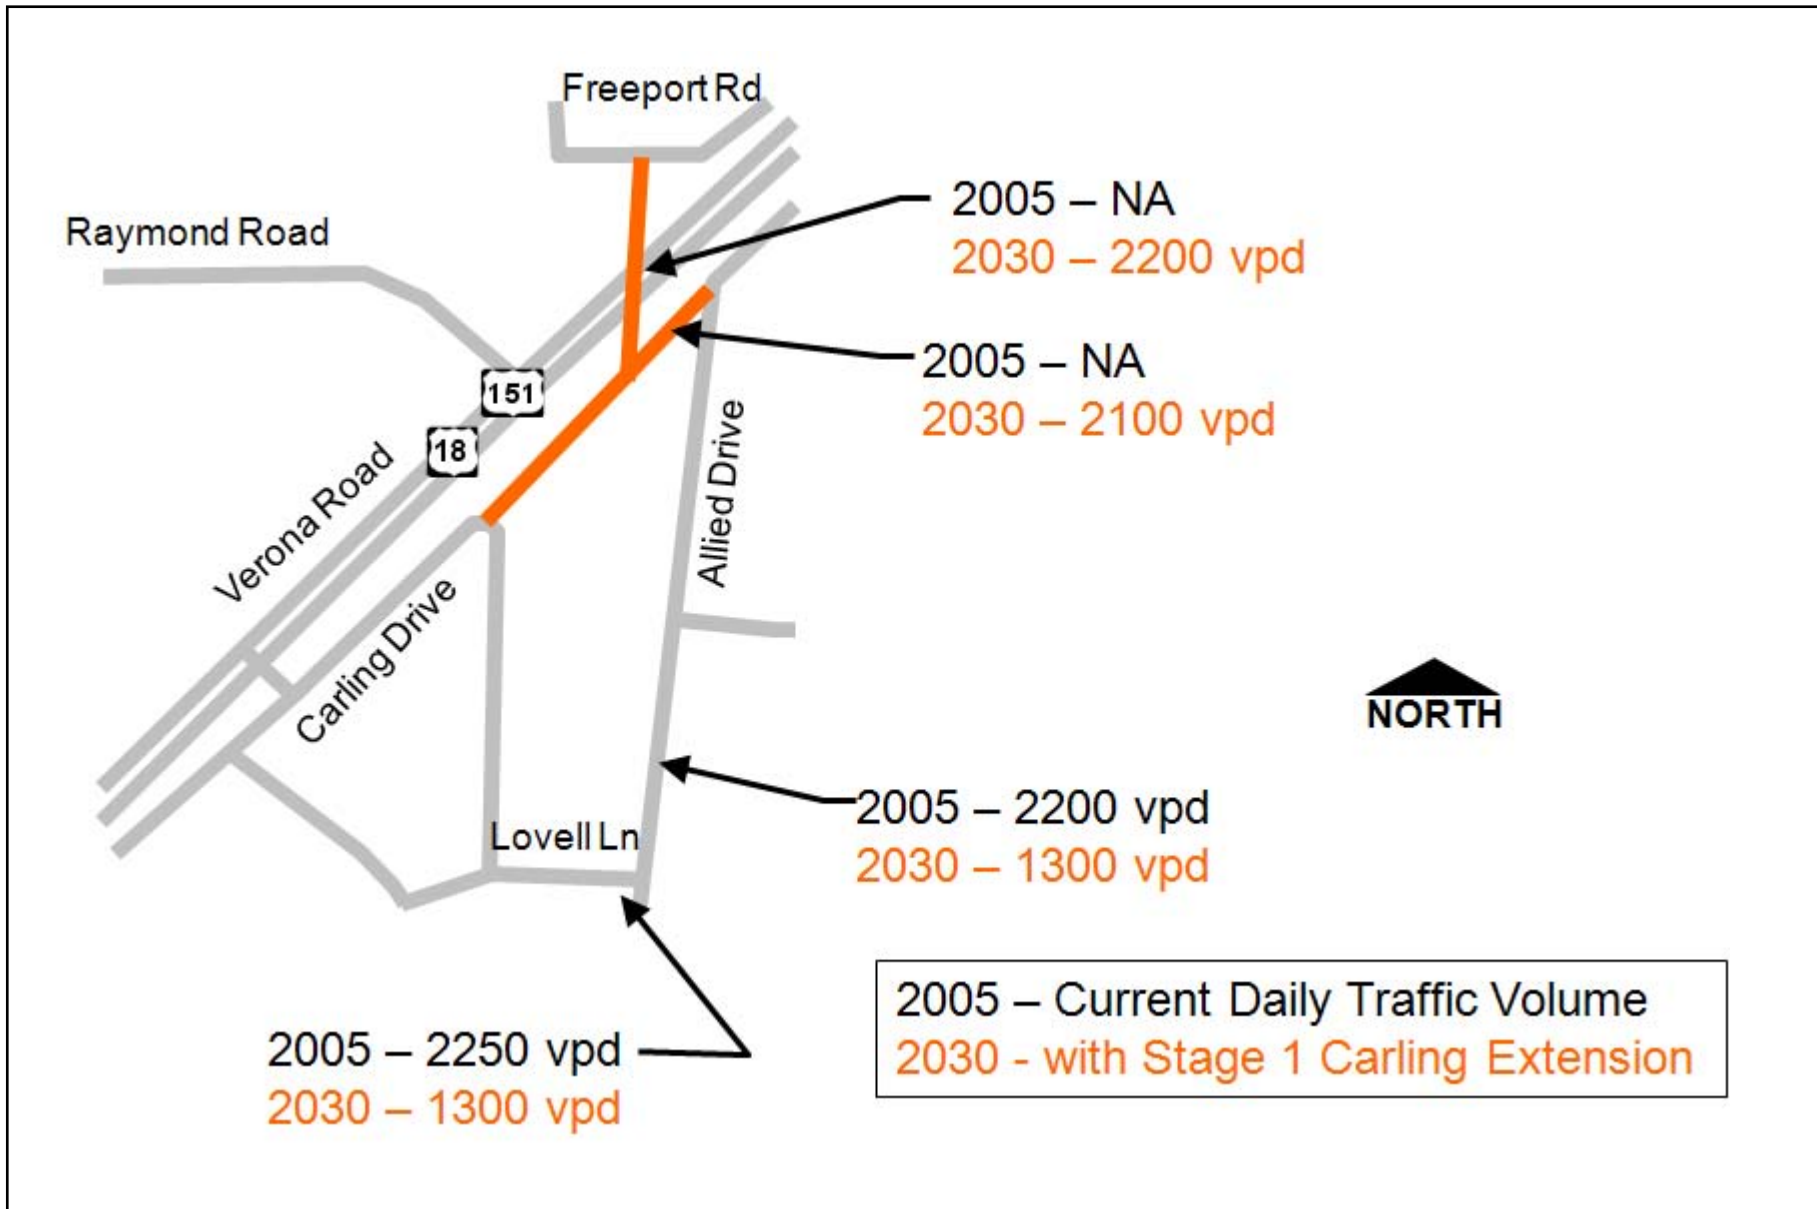 Freeport Rd
Raymond Road
2005 – NA
2030 – 2200 vpd
2005 – NA
2030 – 2100 vpd
151
18
Verona Road
Carling Drive
Allied Drive
NORTH
2005 – 2200 vpd
2030 – 1300 vpd
Lovell Ln
2005 – 2250 vpd
2030 – 1300 vpd
2005 – Current Daily Traffic Volume
2030 - with Stage 1 Carling Extension